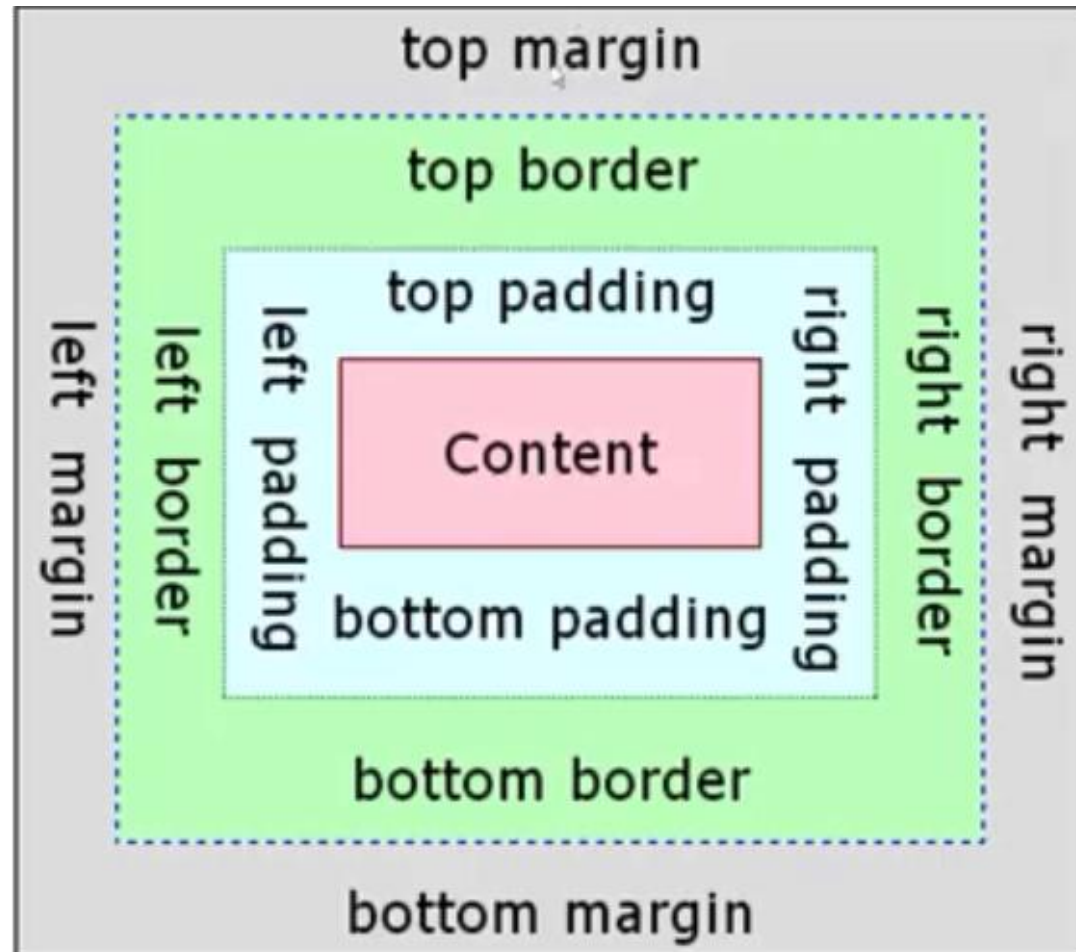 top margin
top border
top padding
left margin
left border
left padding
Content
right padding
right border
right margin
bottom padding
bottom border
bottom margin